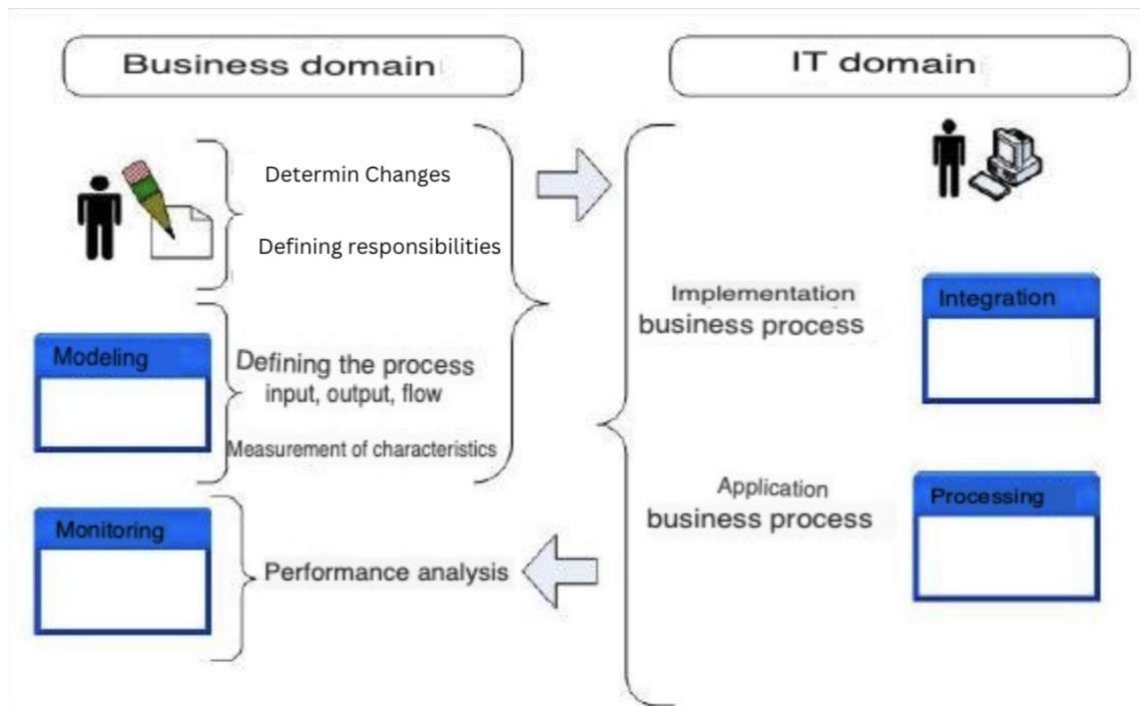 Business domain
IT domain
Determin Changes
Defining responsibilities
Modeling
Defining the process
input, output, flow
Measurement of characteristics
Monitoring
Performance analysis
Implementation
business process
Integration
Application
business process
Processing